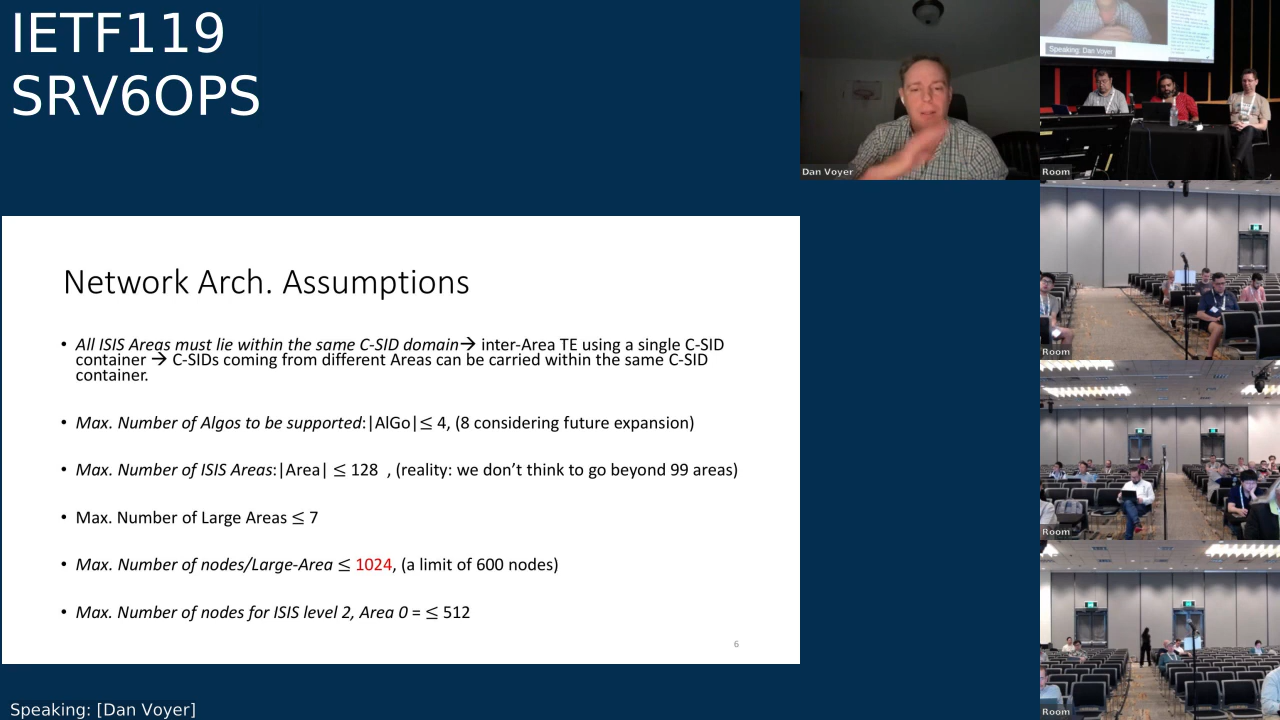 IETF119
SRV6OPS
Dan Voyer
Speaking: Dan Voyer
Room
Room
Room
Room
Network Arch. Assumptions
• All ISIS Areas must lie within the same C-SID domain→ inter-Area TE using a single C-SID
container → C-SIDs coming from different Areas can be carried within the same C-SID
container.
• Max. Number of Algos to be supported:|AlGo|≤ 4, (8 considering future expansion)
• Max. Number of ISIS Areas:|Area| ≤ 128 , (reality: we don’t think to go beyond 99 areas)
• Max. Number of Large Areas ≤ 7
• Max. Number of nodes/Large-Area ≤ 1024, (a limit of 600 nodes)
• Max. Number of nodes for ISIS level 2, Area 0 = ≤ 512
6
Speaking: [Dan Voyer]